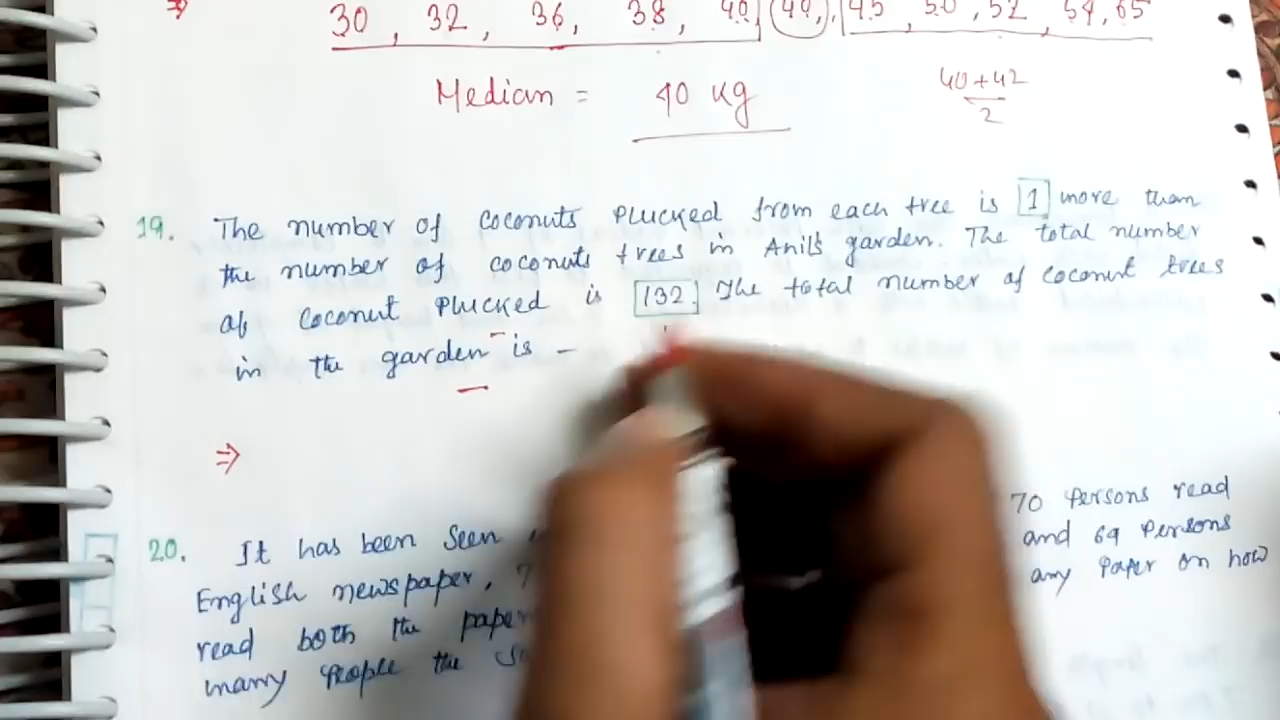 ⇒ 30, 32, 36, 38, 40, 45, 50, 52,
Median = 40 kg
40+42
2
19. The number of coconuts Plucked from each tree is 1 more than
the number of coconuts trees in Anil's garden. The total number
of coconut Plucked is 132. The total number of coconut trees
in the garden is -
⇒
20. It has been seen 70 Persons read
English newspaper, 7 and 69 Persons
read both the paper any Paper on how
many People the